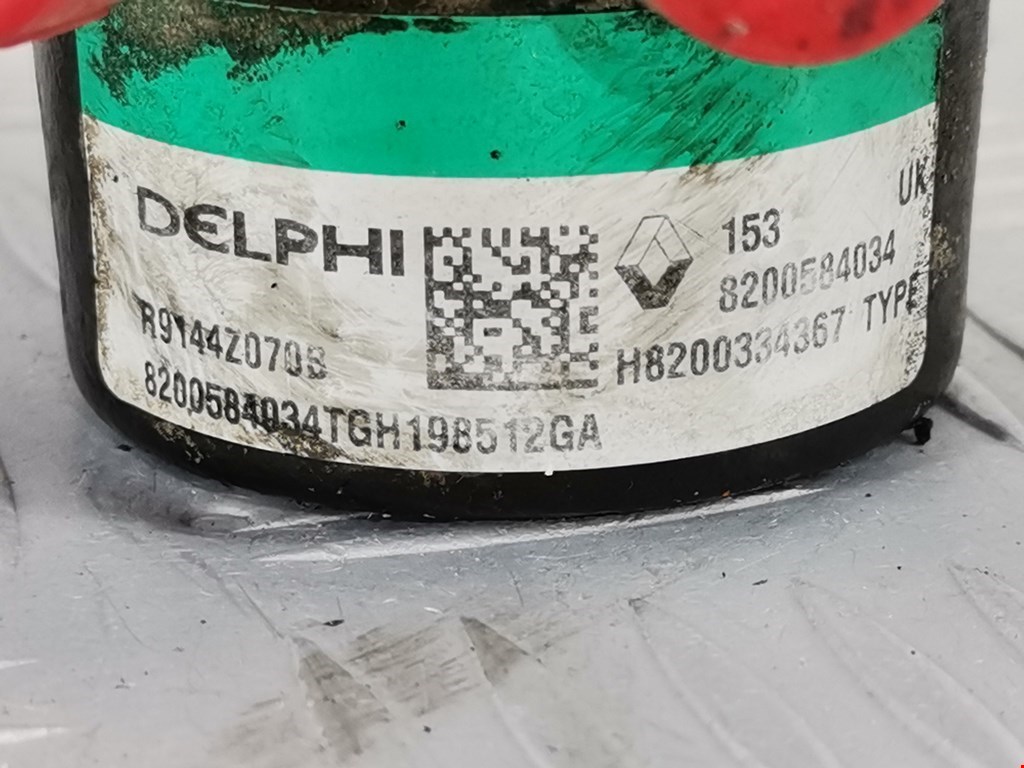 DELPHI
R9144Z070B
8200584034TGH198512GA
153
UK
8200584034
H8200334367 TYPE